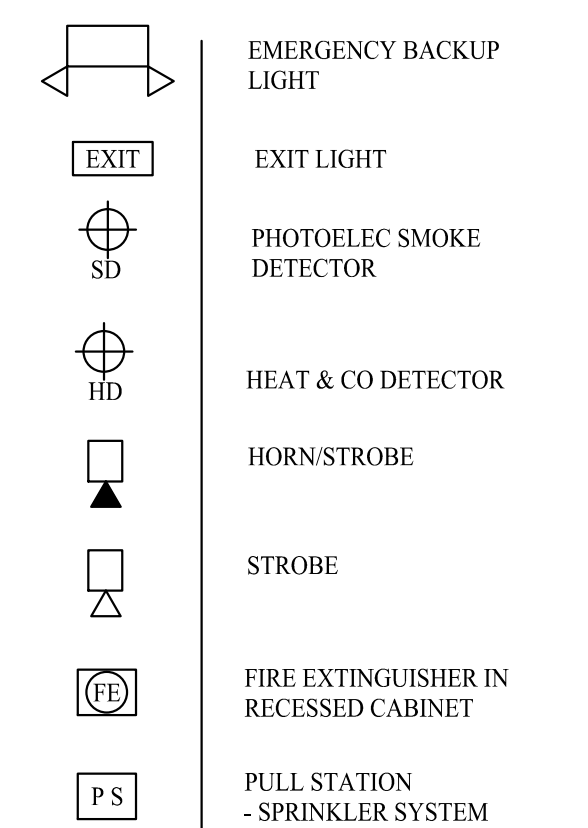 EMERGENCY BACKUP
LIGHT
EXIT EXIT LIGHT
PHOTOELEC SMOKE
SD DETECTOR
HEAT & CO DETECTOR
HD
HORN/STROBE
STROBE
FIRE EXTINGUISHER IN
FE
RECESSED CABINET
PULL STATION
P S
- SPRINKLER SYSTEM